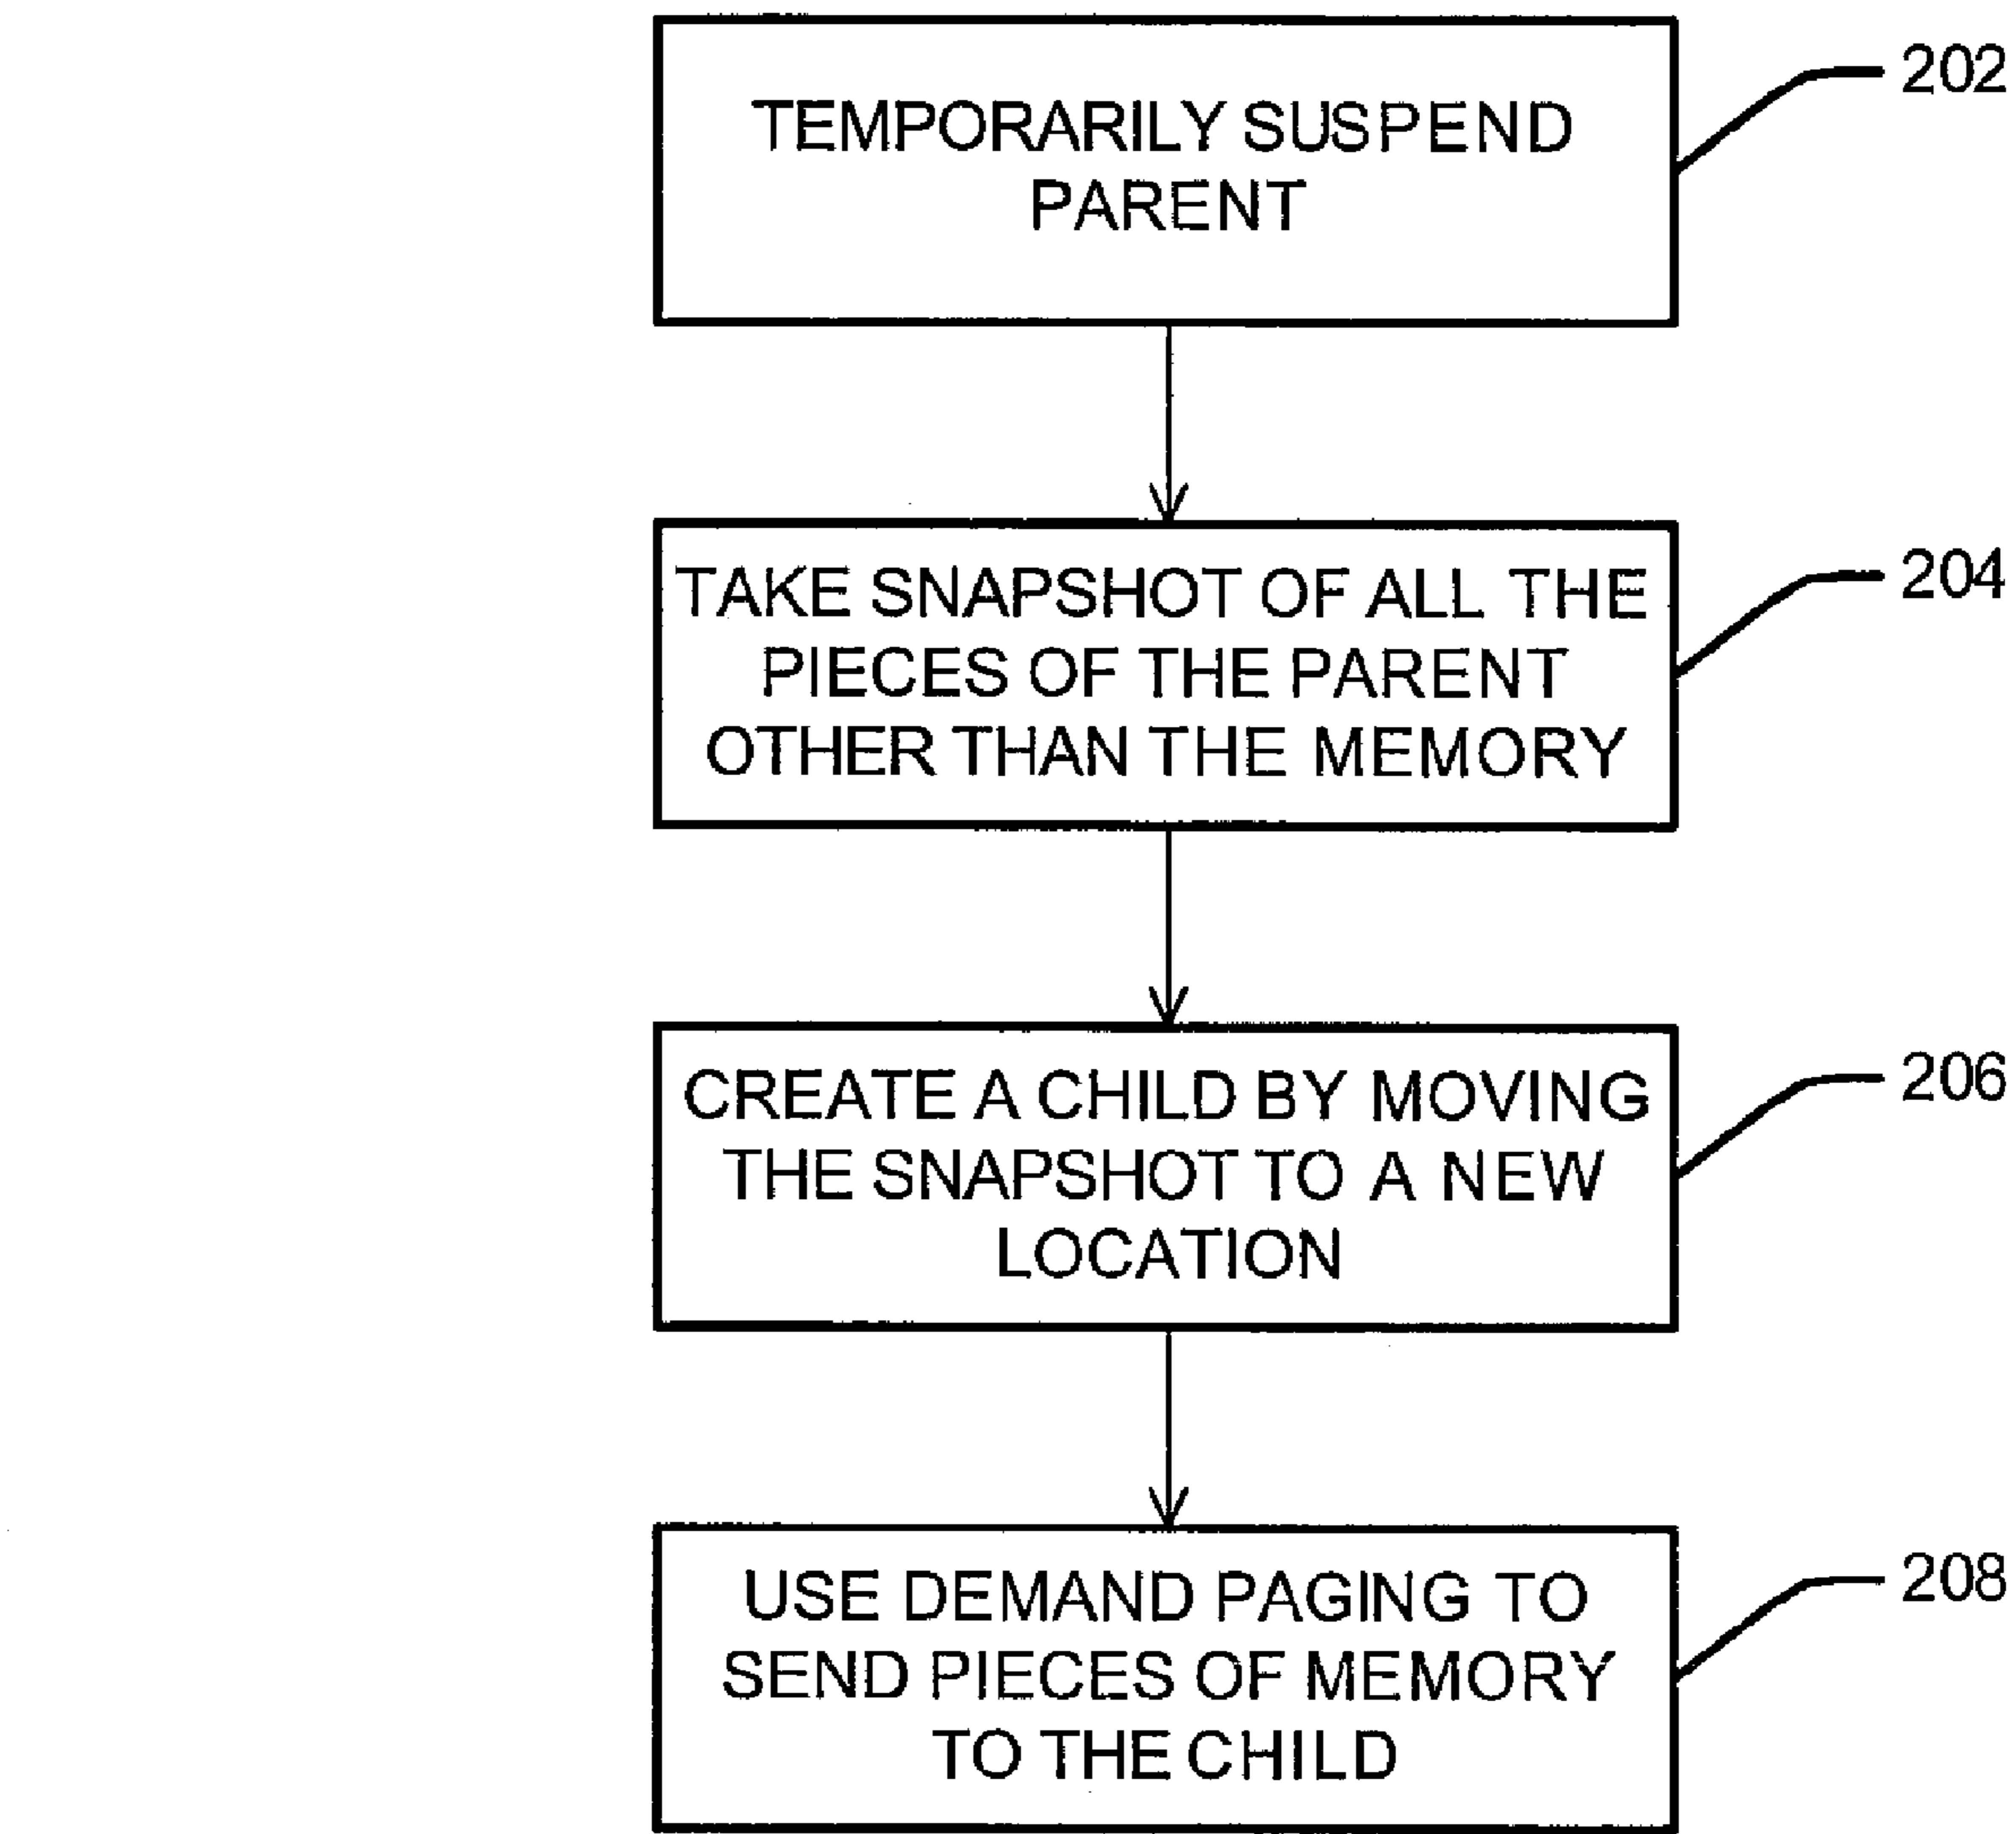 TEMPORARILY SUSPEND
PARENT
202
TAKE SNAPSHOT OF ALL THE
PIECES OF THE PARENT
OTHER THAN THE MEMORY
204
CREATE A CHILD BY MOVING
THE SNAPSHOT TO A NEW
LOCATION
206
USE DEMAND PAGING TO
SEND PIECES OF MEMORY
TO THE CHILD
208